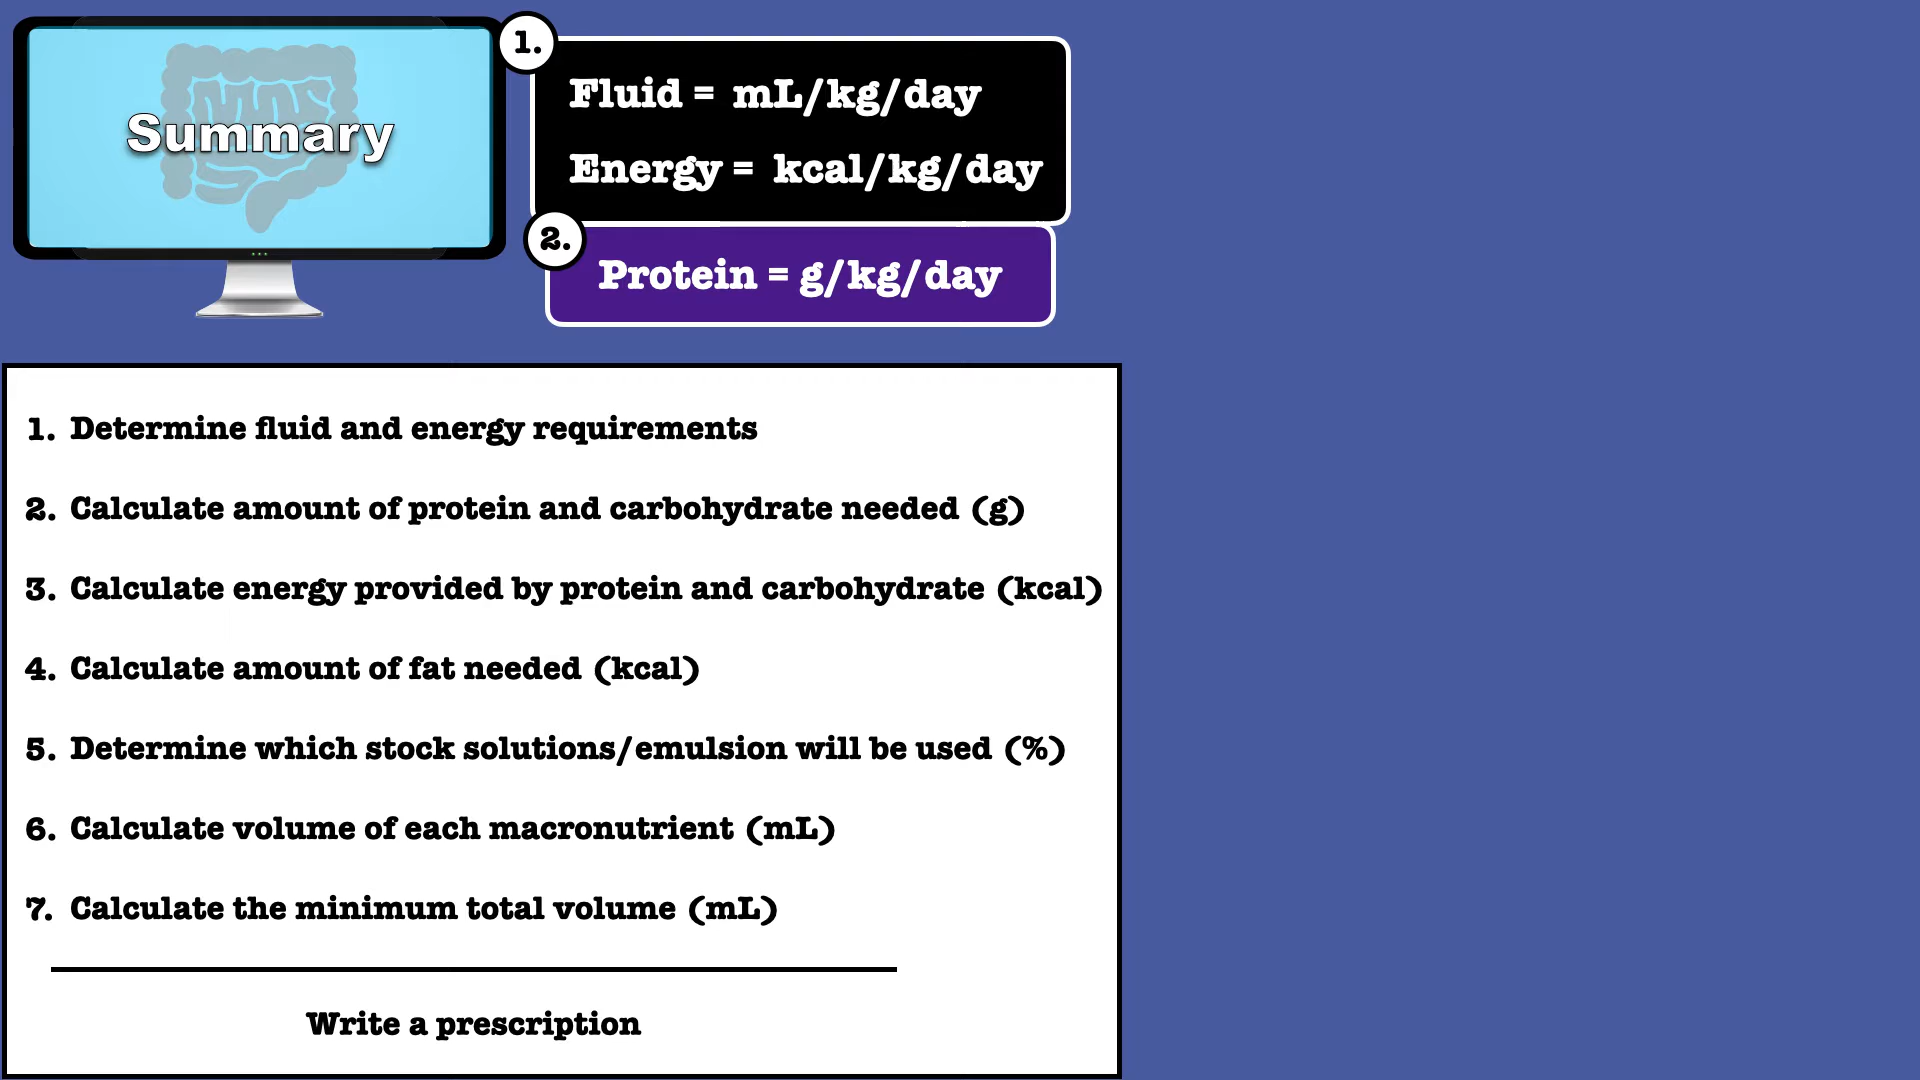 Summary
1.
Fluid = mL/kg/day
Energy = kcal/kg/day
2.
Protein = g/kg/day
1. Determine fluid and energy requirements
2. Calculate amount of protein and carbohydrate needed (g)
3. Calculate energy provided by protein and carbohydrate (kcal)
4. Calculate amount of fat needed (kcal)
5. Determine which stock solutions/emulsion will be used (%)
6. Calculate volume of each macronutrient (mL)
7. Calculate the minimum total volume (mL)
Write a prescription